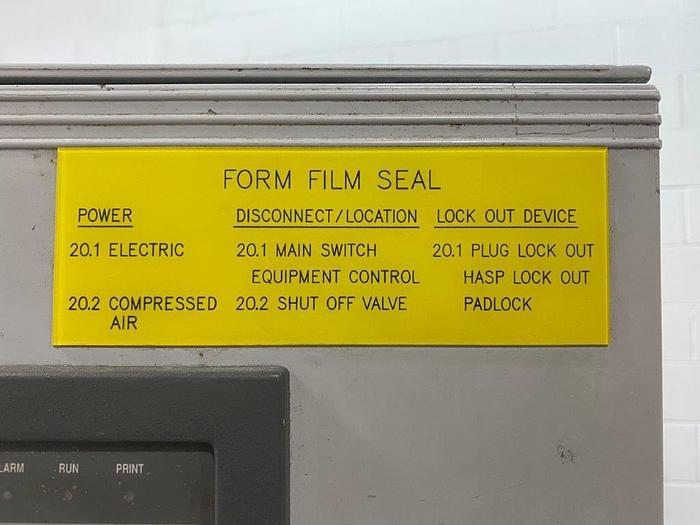 FORM FILM SEAL
POWER DISCONNECT/LOCATION LOCK OUT DEVICE
20.1 ELECTRIC 20.1 MAIN SWITCH 20.1 PLUG LOCK OUT
EQUIPMENT CONTROL HASP LOCK OUT
20.2 COMPRESSED 20.2 SHUT OFF VALVE PADLOCK
AIR
LARM RUN PRINT